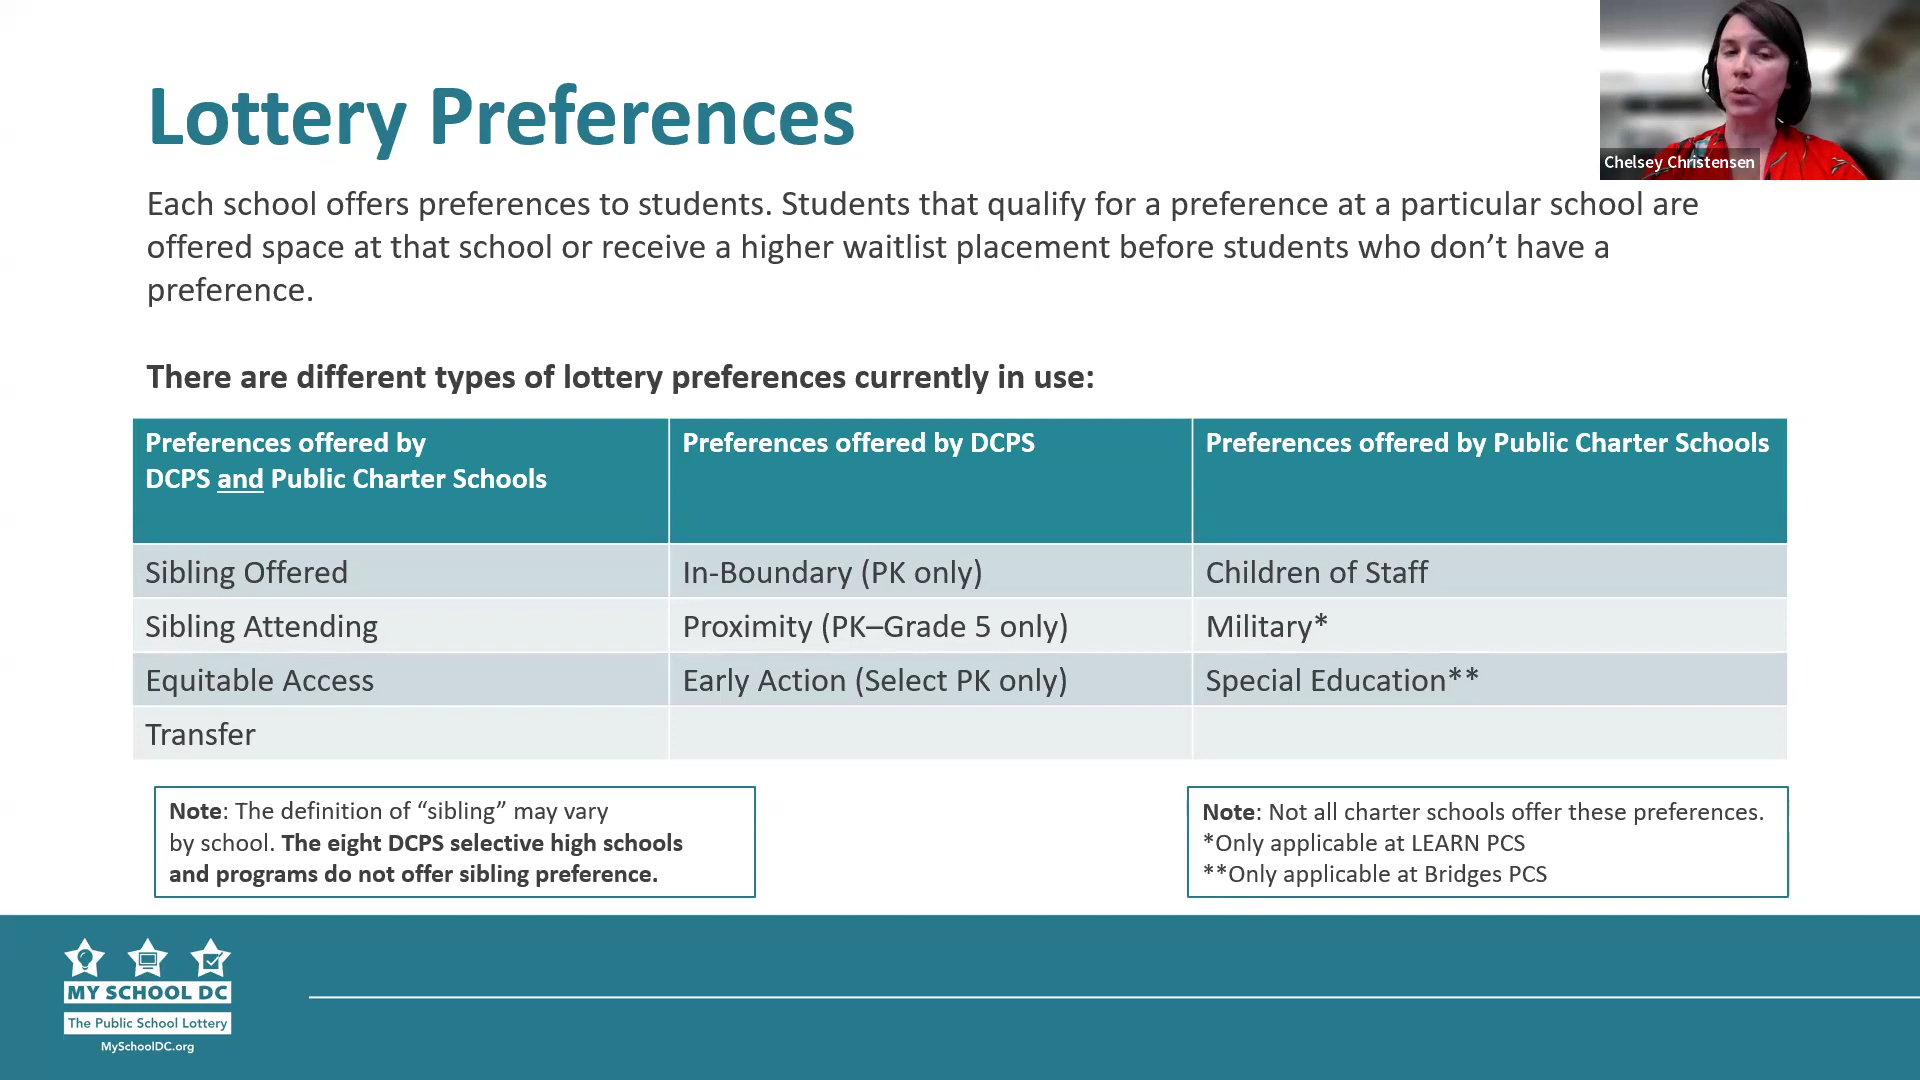 Lottery Preferences
Chelsey Christensen
Each school offers preferences to students. Students that qualify for a preference at a particular school are
offered space at that school or receive a higher waitlist placement before students who don’t have a
preference.
There are different types of lottery preferences currently in use:
Preferences offered by
DCPS and Public Charter Schools
Preferences offered by DCPS
Preferences offered by Public Charter Schools
Sibling Offered
In-Boundary (PK only)
Children of Staff
Sibling Attending
Proximity (PK–Grade 5 only)
Military*
Equitable Access
Early Action (Select PK only)
Special Education**
Transfer
Note: The definition of “sibling” may vary
by school. The eight DCPS selective high schools
and programs do not offer sibling preference.
Note: Not all charter schools offer these preferences.
*Only applicable at LEARN PCS
**Only applicable at Bridges PCS
MY SCHOOL DC
The Public School Lottery
MySchoolDC.org